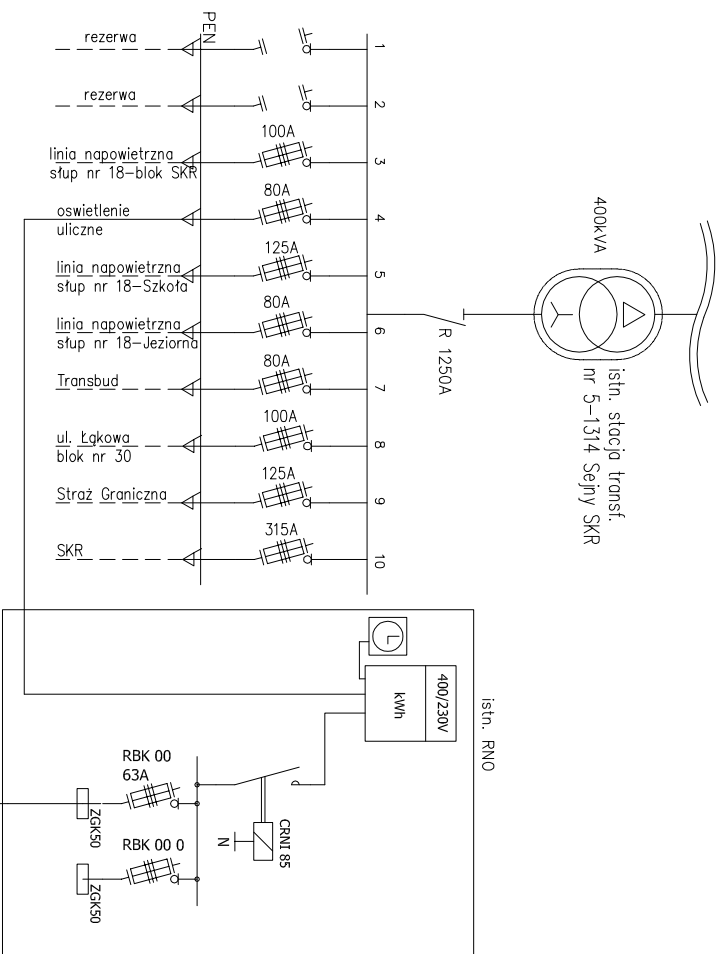 PEN
rezerwa
1
rezerwa
2
100A
linia napowietrzna
słup nr 18-blok SKR
3
80A
oswietlenie
uliczne
4
125A
linia napowietrzna
słup nr 18-Szkoła
5
80A
linia napowietrzna
słup nr 18-Jeziorna
6
80A
Transbud
7
100A
ul. Łąkowa
blok nr 30
8
125A
Straż Graniczna
9
315A
SKR
10
R 1250A
400kVA
istn. stacja transf.
nr 5-1314 Sejny SKR
istn. RNO
400/230V
kWh
CRNI 85
N
RBK 00
63A
ZGK50
RBK 00 0
ZGK50